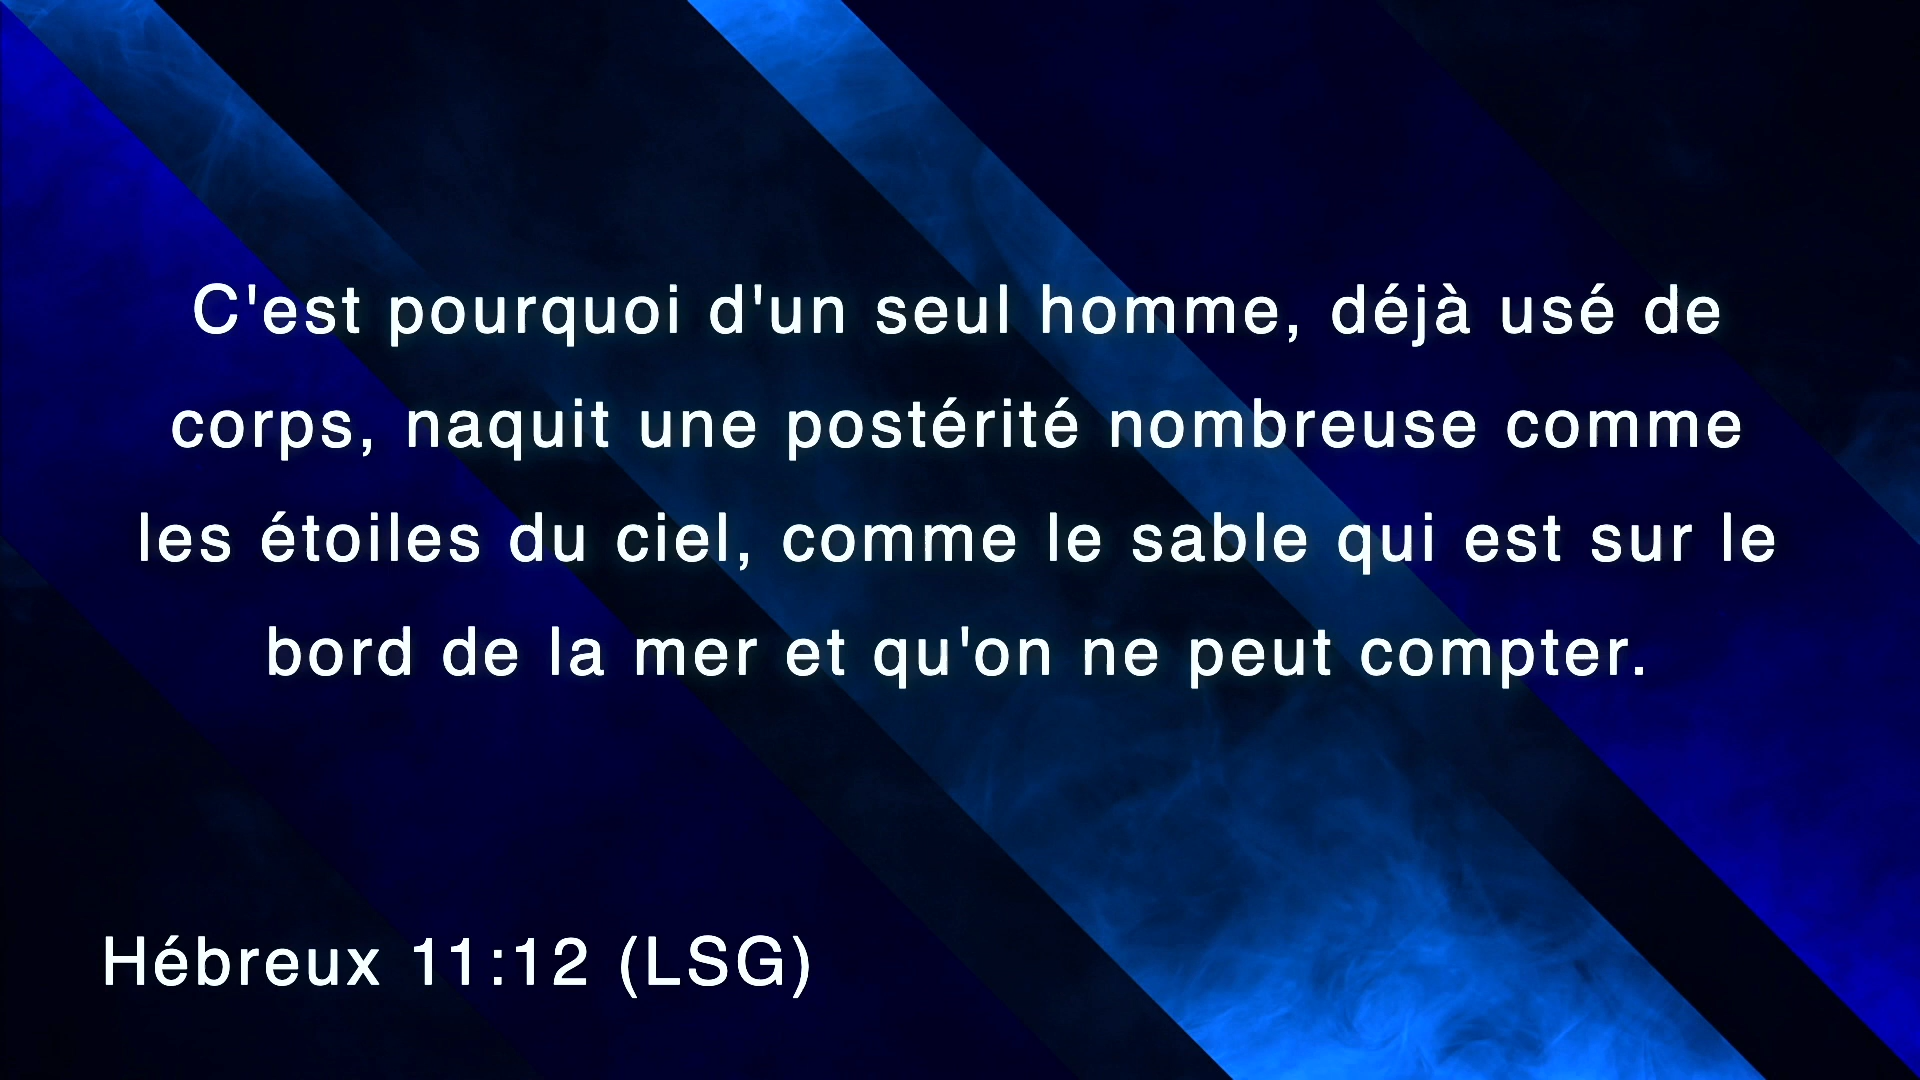 C'est pourquoi d'un seul homme, déjà usé de
corps, naquit une postérité nombreuse comme
les étoiles du ciel, comme le sable qui est sur le
bord de la mer et qu'on ne peut compter.
Hébreux 11:12 (LSG)